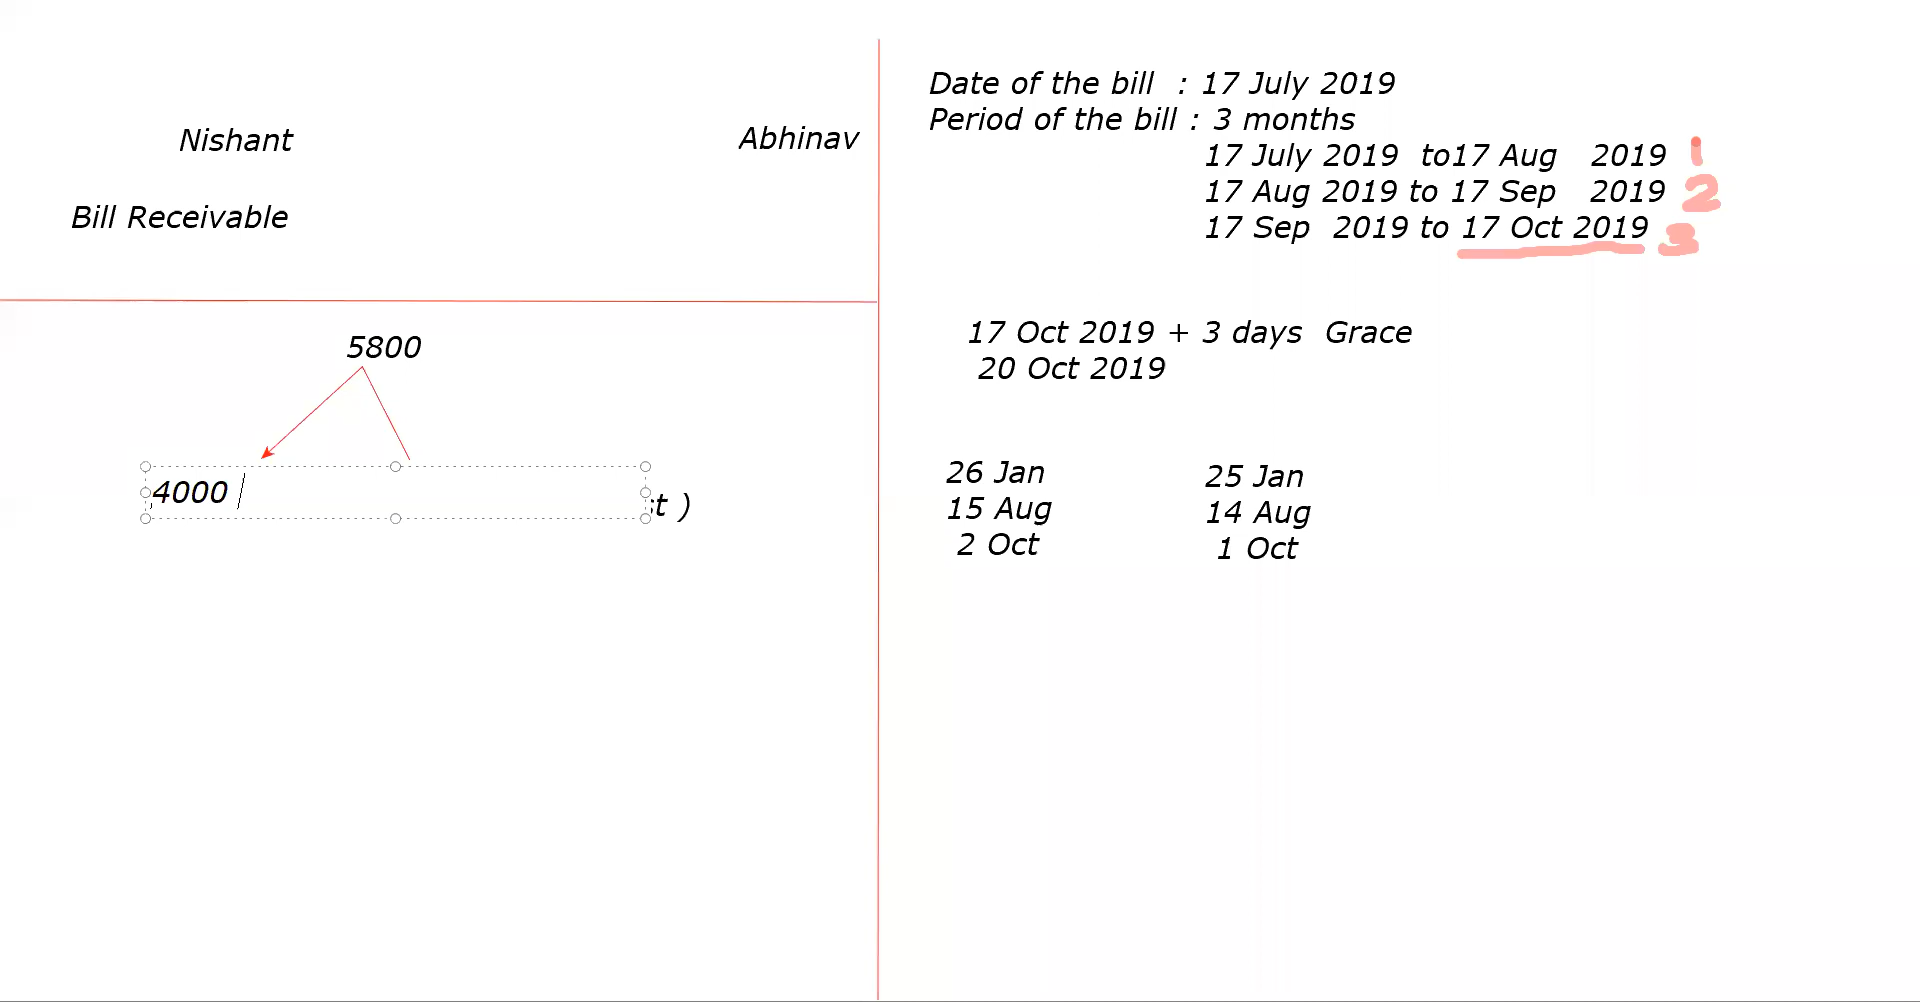 Nishant
Abhinav
Bill Receivable
5800
4000
t )
Date of the bill : 17 July 2019
Period of the bill : 3 months
17 July 2019 to17 Aug 2019 1
17 Aug 2019 to 17 Sep 2019 2
17 Sep 2019 to 17 Oct 2019 3
17 Oct 2019 + 3 days Grace
20 Oct 2019
26 Jan 25 Jan
15 Aug 14 Aug
2 Oct 1 Oct